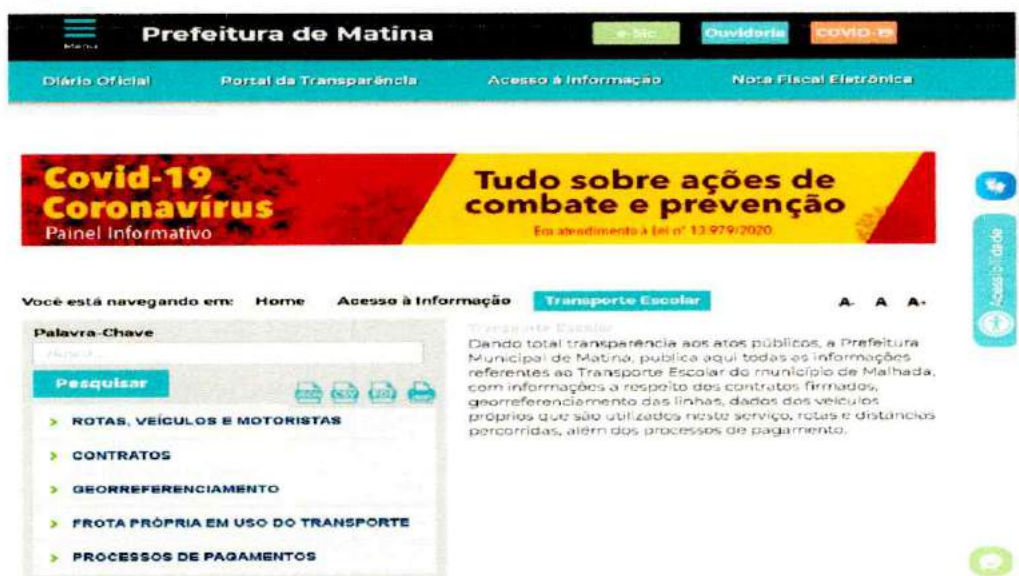 Menu
Prefeitura de Matina
e-Sic
Ouvidoria
COVID-19
Diário Oficial
Portal da Transparência
Acesso à Informação
Nota Fiscal Eletrônica
Covid-19
Coronavírus
Painel Informativo
Tudo sobre ações de
combate e prevenção
Em atendimento à Lei nº 13.979/2020
Acessibilidade
Você está navegando em: Home Acesso à Informação Transporte Escolar
A- A A+
Palavra-Chave
Pesquisar
JSON CSV PDF
ROTAS, VEÍCULOS E MOTORISTAS
CONTRATOS
GEORREFERENCIAMENTO
FROTA PRÓPRIA EM USO DO TRANSPORTE
PROCESSOS DE PAGAMENTOS
Transporte Escolar
Dando total transparência aos atos públicos, a Prefeitura
Municipal de Matina, publica aqui todas as informações
referentes ao Transporte Escolar do município de Malhada,
com informações a respeito dos contratos firmados,
georreferenciamento das linhas, dados dos veículos
próprios que são utilizados neste serviço, rotas e distâncias
percorridas, além dos processos de pagamento.